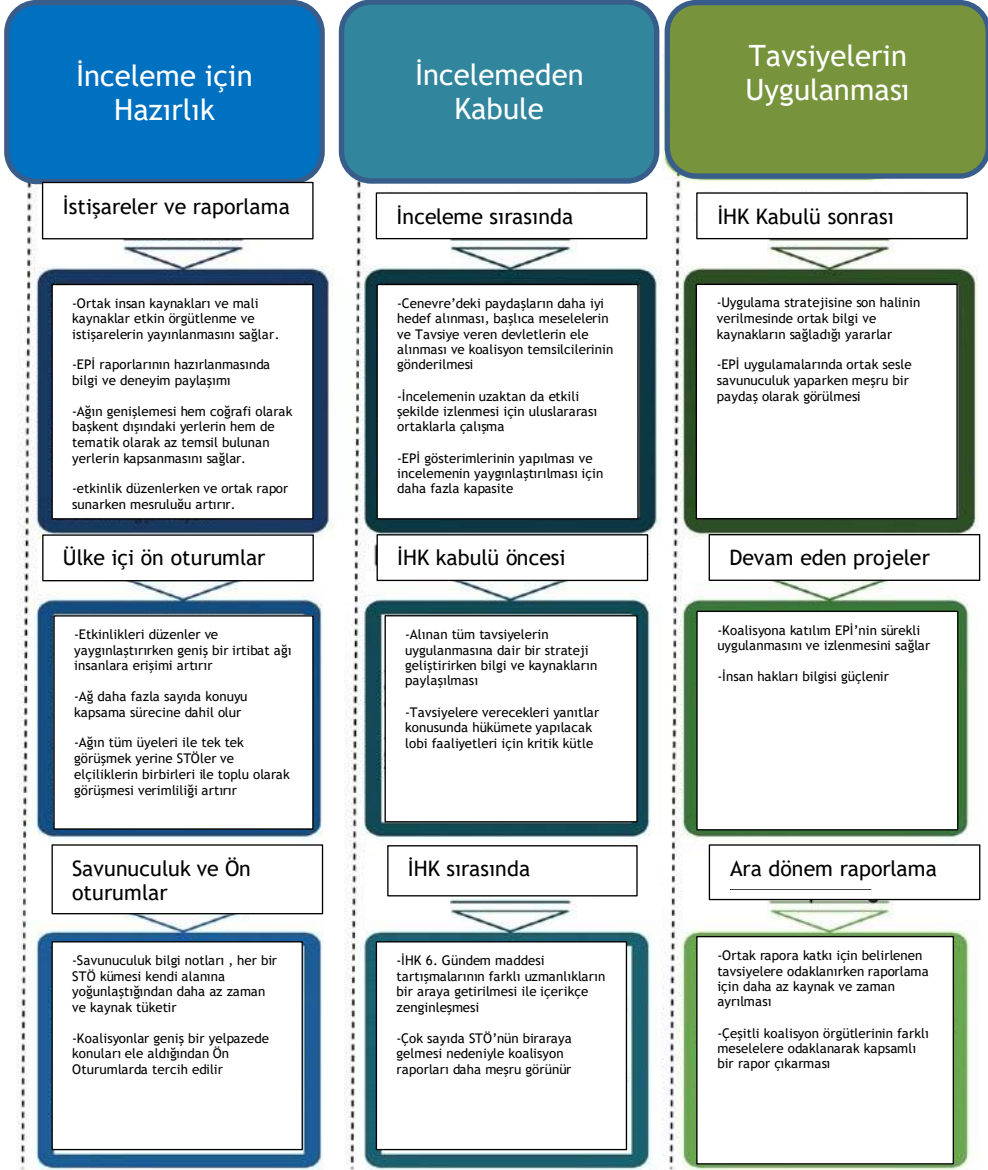 İnceleme için
Hazırlık
İstişareler ve raporlama
-Ortak insan kaynakları ve mali
kaynaklar etkin örgütlenme ve
istişarelerin yayınlanmasını sağlar.
-EPİ raporlarının hazırlanmasında
bilgi ve deneyim paylaşımı
-Ağın genişlemesi hem coğrafi olarak
başkent dışındaki yerlerin hem de
tematik olarak az temsil bulunan
yerlerin kapsanmasını sağlar.
-etkinlik düzenlerken ve ortak rapor
sunarken mesruluğu artırır.
Ülke içi ön oturumlar
-Etkinlikleri düzenler ve
yaygınlaştırırken geniş bir irtibat ağı
insanlara erişimi artırır
-Ağ daha fazla sayıda konuyu
kapsama sürecine dahil olur
-Ağın tüm üyeleri ile tek tek
görüşmek yerine STÖler ve
elçiliklerin birbirleri ile toplu olarak
görüşmesi verimliliği artırır
Savunuculuk ve Ön
oturumlar
-Savunuculuk bilgi notları , her bir
STÖ kümesi kendi alanına
yoğunlaştığından daha az zaman
ve kaynak tüketir
-Koalisyonlar geniş bir yelpazede
konuları ele aldığından Ön
Oturumlarda tercih edilir
İncelemeden
Kabule
İnceleme sırasında
-Cenevre’deki paydaşların daha iyi
hedef alınması, başlıca meselelerin
ve Tavsiye veren devletlerin ele
alınması ve koalisyon temsilcilerinin
gönderilmesi
-İncelemenin uzaktan da etkili
şekilde izlenmesi için uluslararası
ortaklarla çalışma
-EPİ gösterimlerinin yapılması ve
incelemenin yaygınlaştırılması için
daha fazla kapasite
İHK kabulü öncesi
-Alınan tüm tavsiyelerin
uygulanmasına dair bir strateji
geliştirirken bilgi ve kaynakların
paylaşılması
-Tavsiyelere verecekleri yanıtlar
konusunda hükümete yapılacak
lobi faaliyetleri için kritik kütle
İHK sırasında
-İHK 6. Gündem maddesi
tartışmalarının farklı uzmanlıkların
bir araya getirilmesi ile içerikçe
zenginleşmesi
-Çok sayıda STÖ’nün biraraya
gelmesi nedeniyle koalisyon
raporları daha meşru görünür
Tavsiyelerin
Uygulanması
İHK Kabulü sonrası
-Uygulama stratejisine son halinin
verilmesinde ortak bilgi ve
kaynakların sağladığı yararlar
-EPİ uygulamalarında ortak sesle
savunuculuk yaparken meşru bir
paydaş olarak görülmesi
Devam eden projeler
-Koalisyona katılım EPİ’nin sürekli
uygulanmasını ve izlenmesini sağlar
-İnsan hakları bilgisi güçlenir
Ara dönem raporlama
-Ortak rapora katkı için belirlenen
tavsiyelere odaklanırken raporlama
için daha az kaynak ve zaman
ayrılması
-Çeşitli koalisyon örgütlerinin farklı
meselelere odaklanarak kapsamlı
bir rapor çıkarması